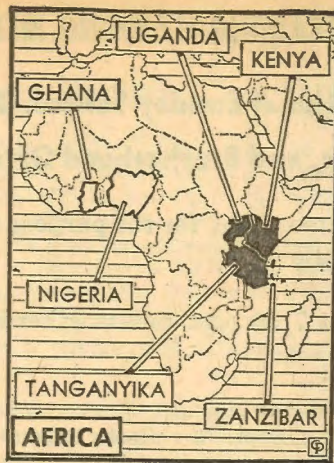 UGANDA
KENYA
GHANA
NIGERIA
TANGANYIKA
ZANZIBAR
AFRICA